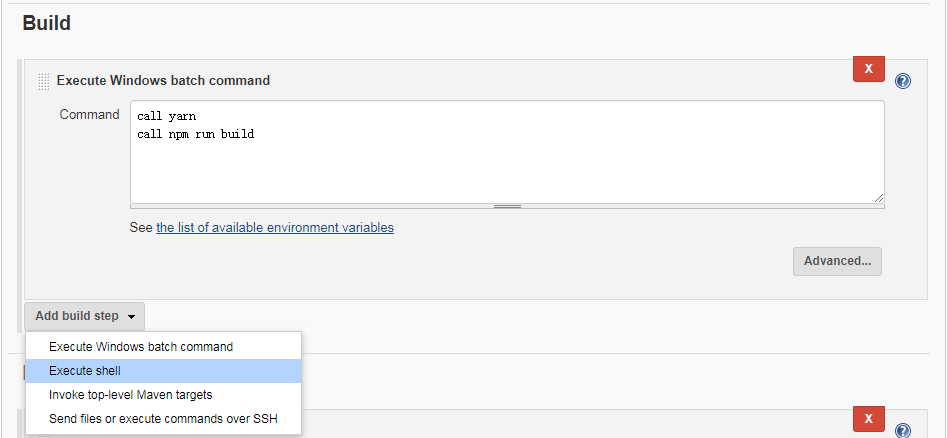 Build
X
Execute Windows batch command
?
Command
call yarn
call npm run build
See the list of available environment variables
Advanced...
Add build step
Execute Windows batch command
Execute shell
Invoke top-level Maven targets
Send files or execute commands over SSH
X
?